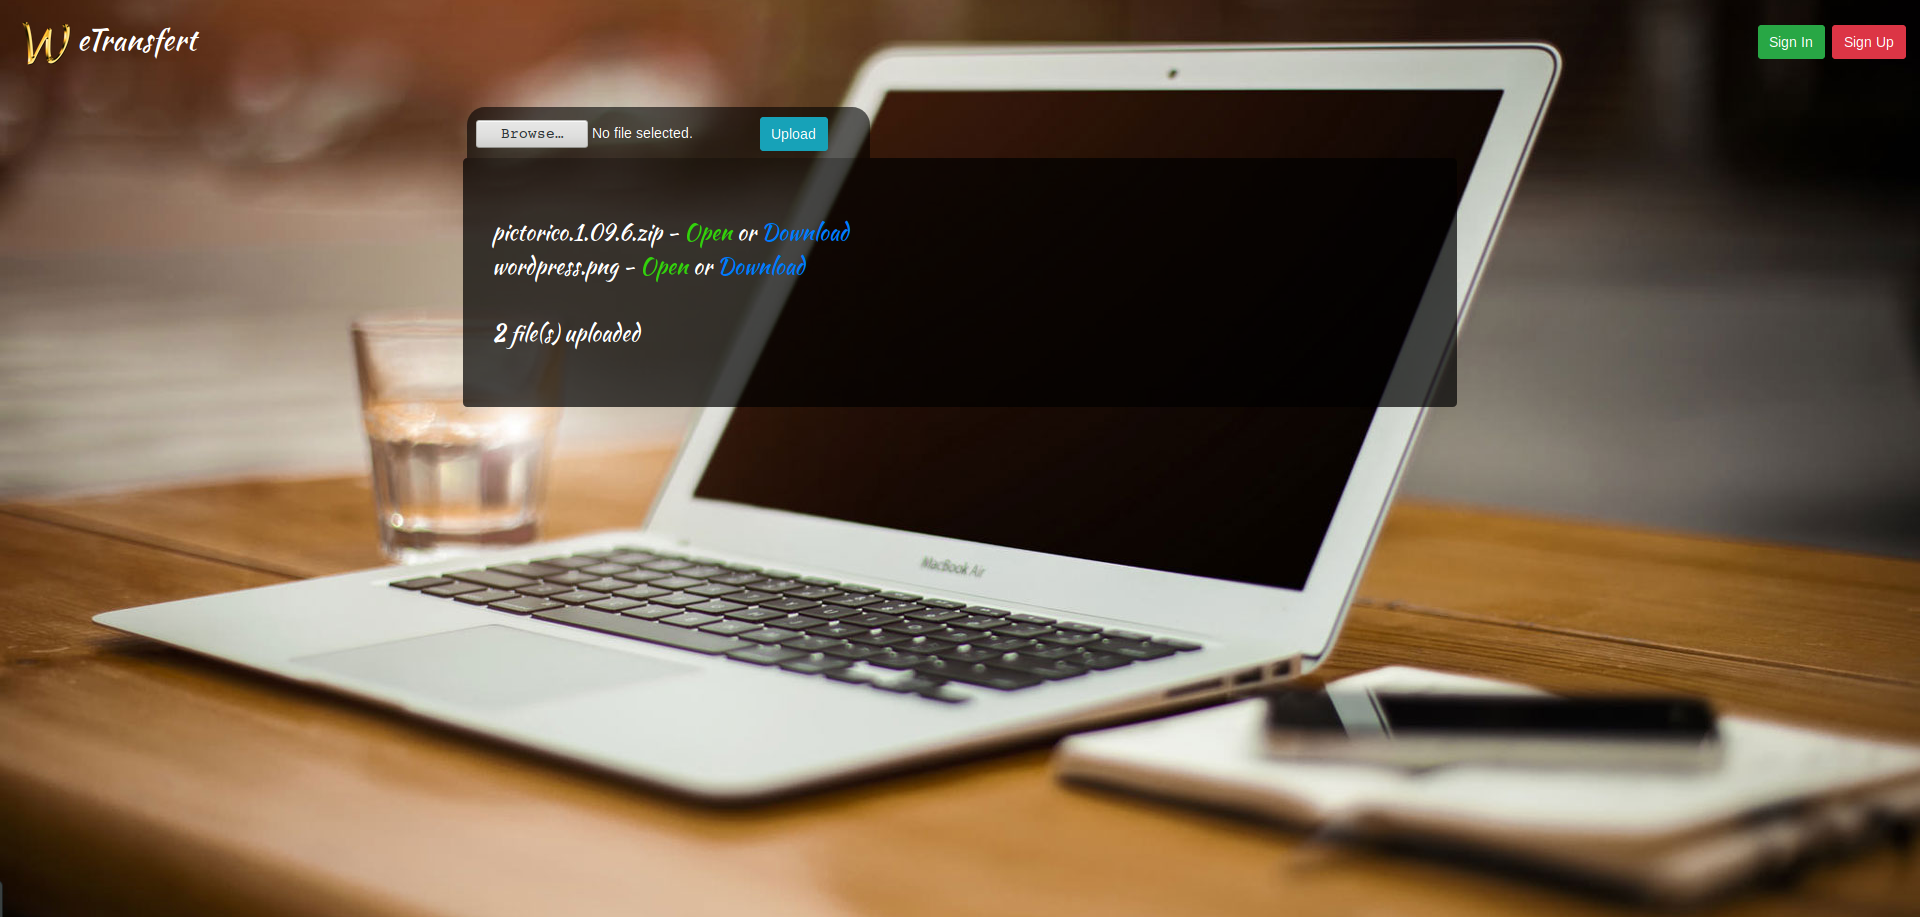 W eTransfert
Sign In
Sign Up
Browse…
No file selected.
Upload
pictorico.1.09.6.zip - Open or Download
wordpress.png - Open or Download
2 file(s) uploaded
MacBook Air